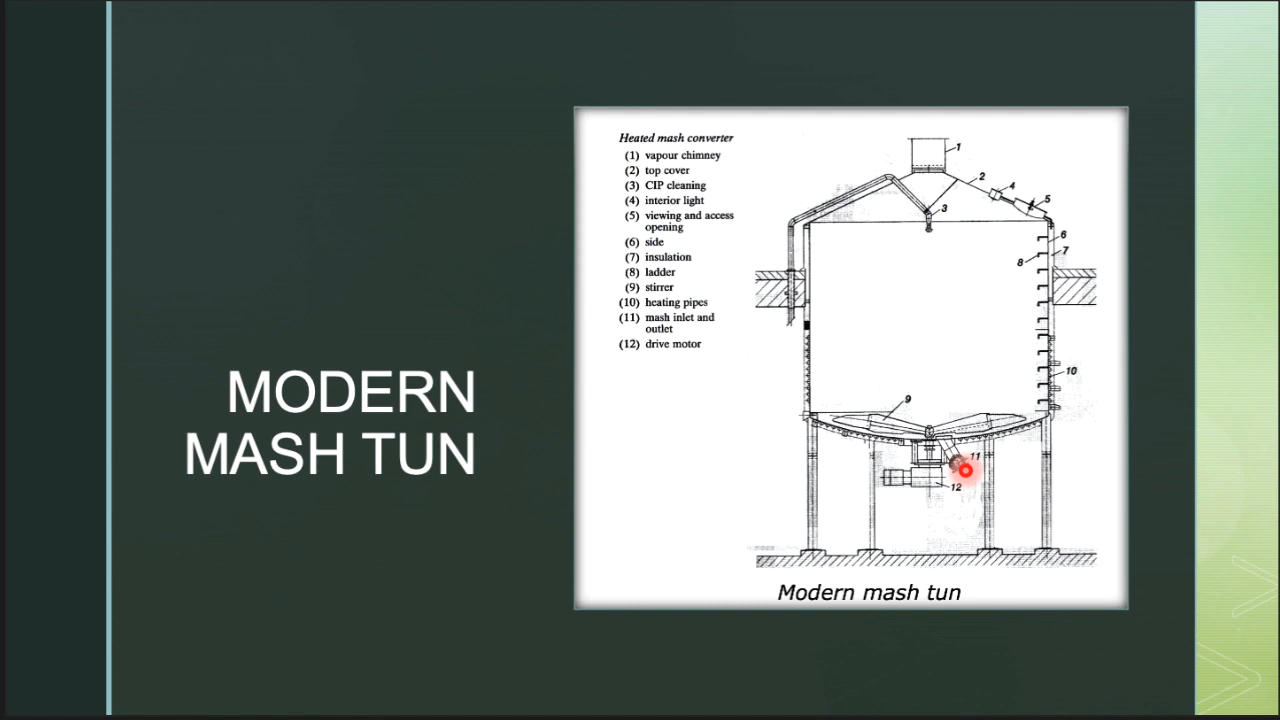 MODERN
MASH TUN
Heated mash converter
(1) vapour chimney
(2) top cover
(3) CIP cleaning
(4) interior light
(5) viewing and access
opening
(6) side
(7) insulation
(8) ladder
(9) stirrer
(10) heating pipes
(11) mash inlet and
outlet
(12) drive motor
1
2
4
5
3
6
7
8
10
9
11
12
Modern mash tun